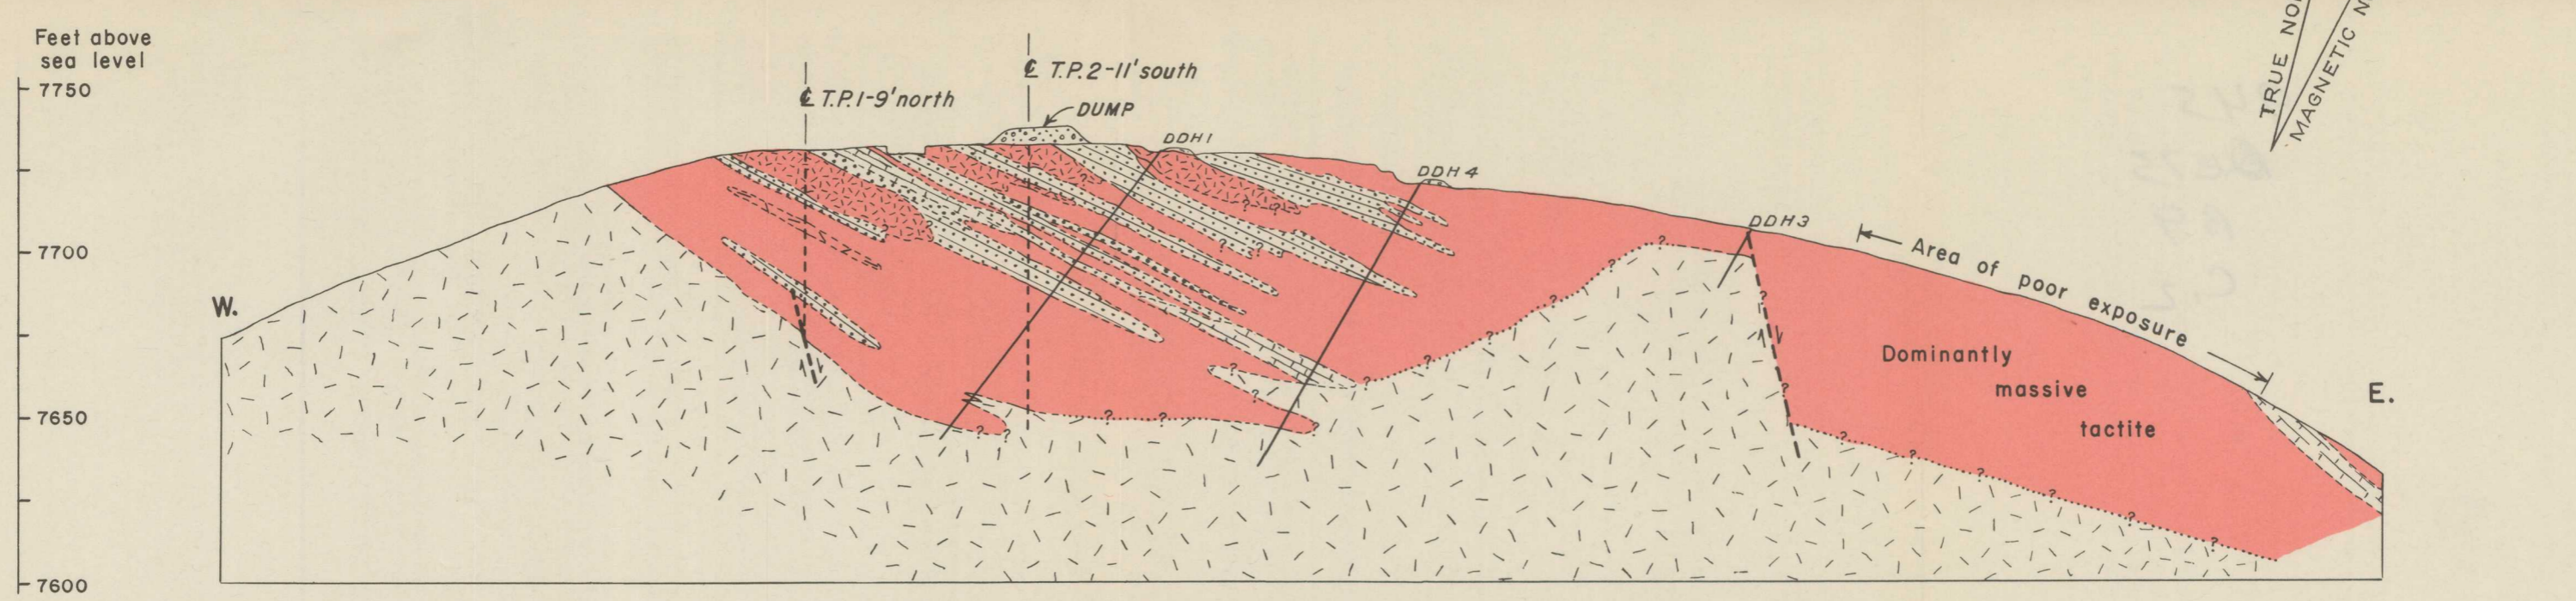 Feet above
sea level
7750
7700
7650
7600
℄ T.P.1-9'north
℄ T.P.2-11'south
DUMP
DDH1
DDH4
DDH3
W.
E.
Area of poor exposure
Dominantly
massive
tactite
TRUE
MAGNETIC